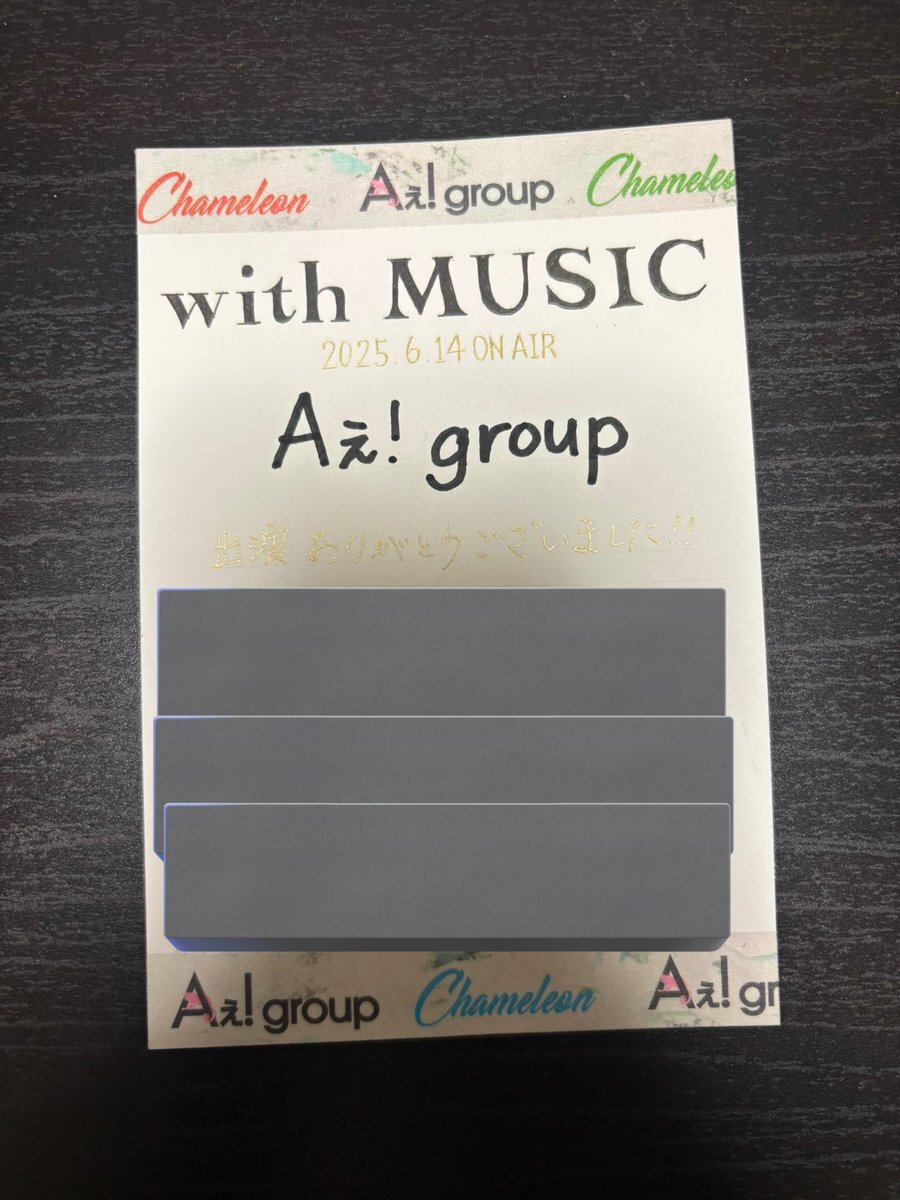 Chameleon Aぇ! group Chameleo
with MUSIC
2025.6.14 ON AIR
Aぇ! group
出演 ありがとうございました!!
Aぇ! group Chameleon Aぇ! gr